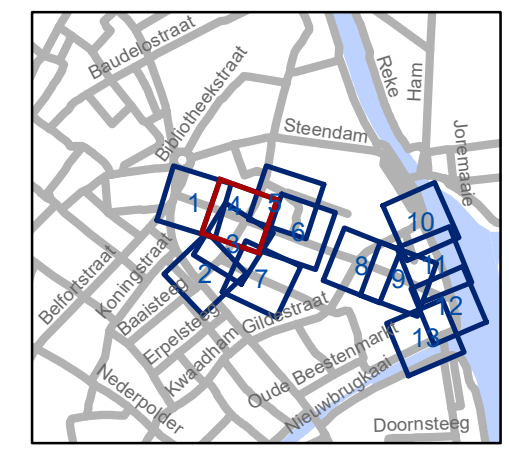 Baudelostraat
Bibliotheekstraat
Steendam
Reke
Ham
Joremaaie
1
4
5
3
6
2
7
8
9
10
11
12
13
Belfortstraat
Koningstraat
Baaisteeg
Erpelsteeg
Kwaadham
Gildestraat
Oude Beestenmarkt
Nieuwbrugkaai
Nederpolder
Doornsteeg